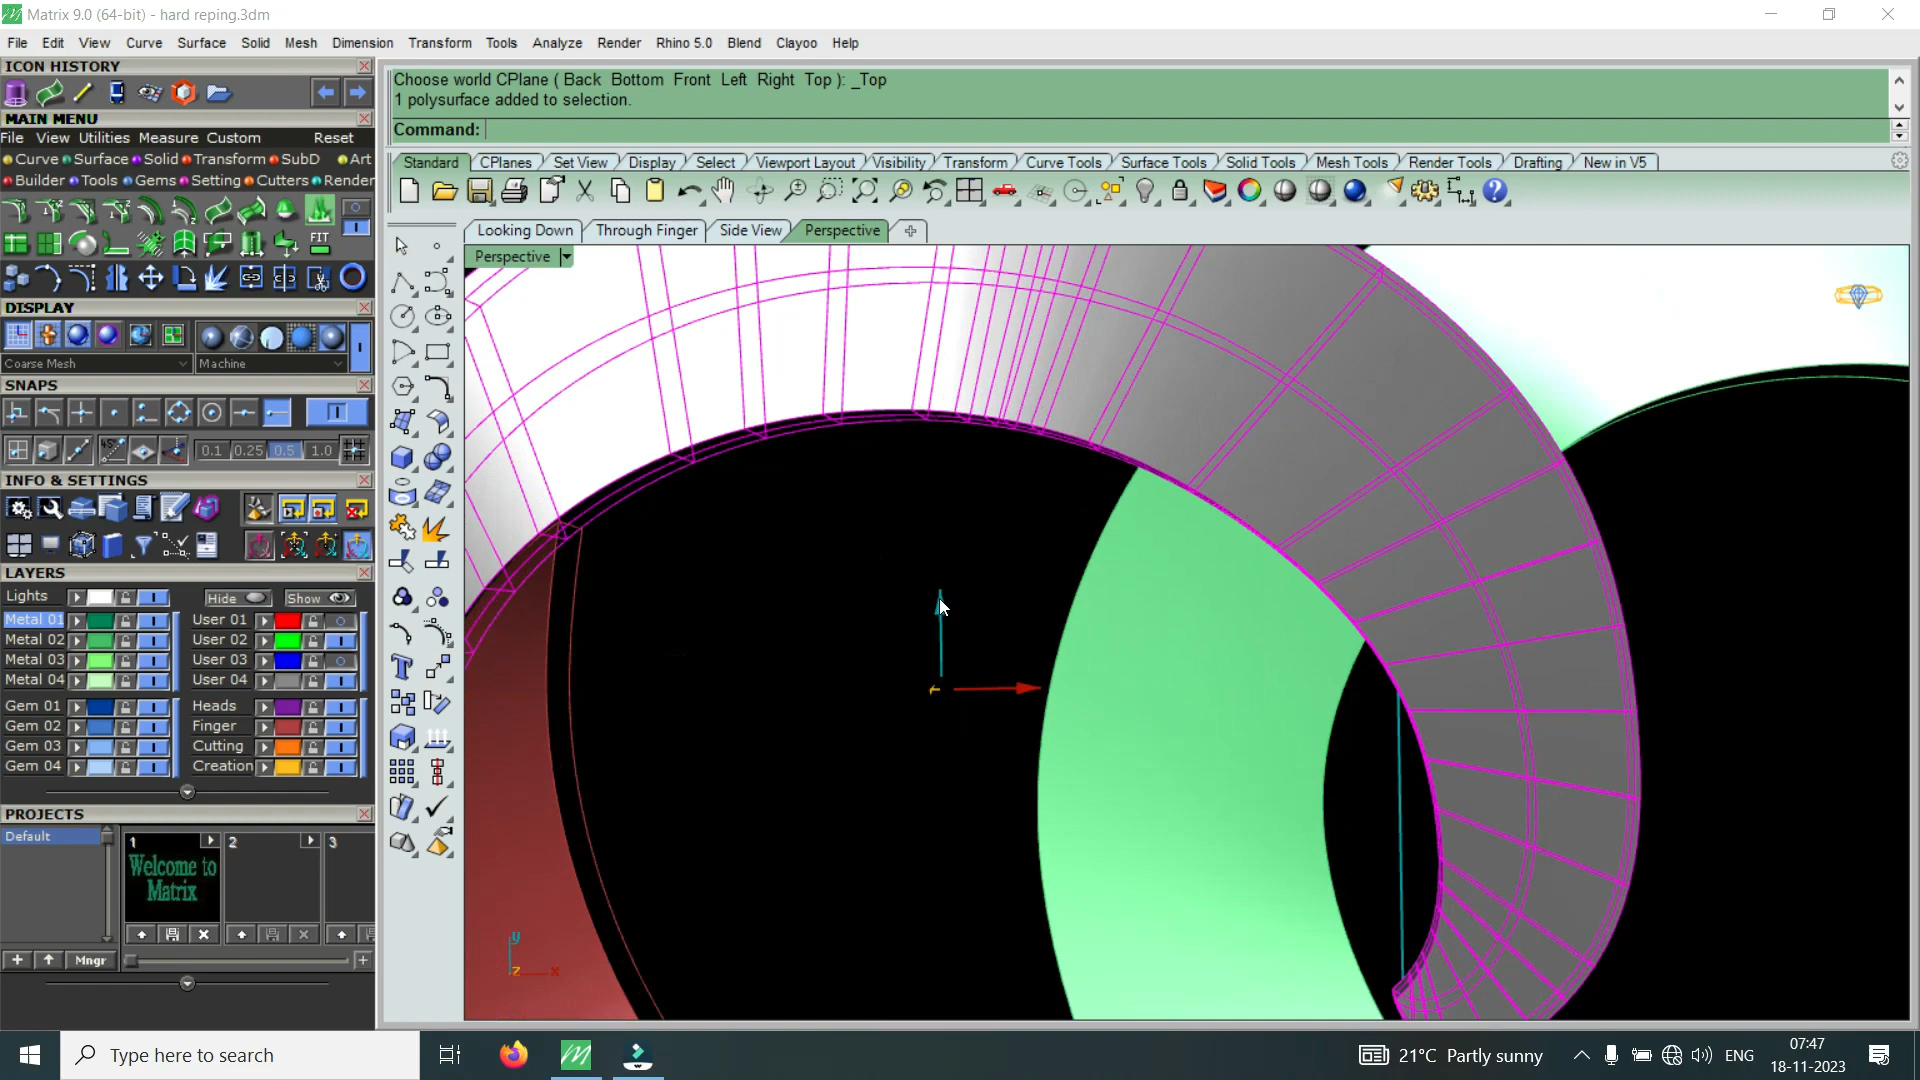 Matrix 9.0 (64-bit) - hard reping.3dm
File Edit View Curve Surface Solid Mesh Dimension Transform Tools Analyze Render Rhino 5.0 Blend Clayoo Help
ICON HISTORY
MAIN MENU
File View Utilities Measure Custom Reset
Curve Surface Solid Transform SubD Art
Builder Tools Gems Setting Cutters Render
FIT
DISPLAY
Coarse Mesh Machine
SNAPS
45°
0.1 0.25 0.5 1.0
INFO & SETTINGS
LAYERS
Lights Hide Show
Metal 01 User 01
Metal 02 User 02
Metal 03 User 03
Metal 04 User 04
Gem 01 Heads
Gem 02 Finger
Gem 03 Cutting
Gem 04 Creation
PROJECTS
Default
1 2 3
Welcome to
Matrix
Mngr
Choose world CPlane ( Back Bottom Front Left Right Top ): _Top
1 polysurface added to selection.
Command:
Standard CPlanes Set View Display Select Viewport Layout Visibility Transform Curve Tools Surface Tools Solid Tools Mesh Tools Render Tools Drafting New in V5
Looking Down Through Finger Side View Perspective
Perspective
y
z x
Type here to search
21°C Partly sunny
ENG
07:47
18-11-2023